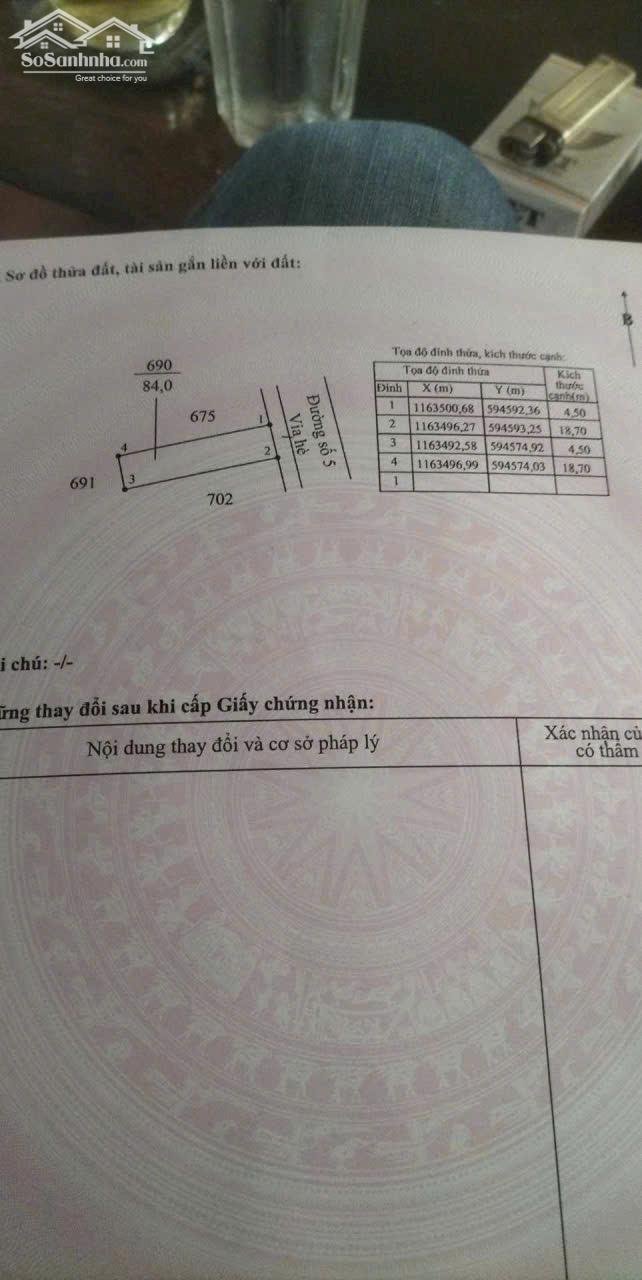 SoSanhnha.com
Great choice for you
Sơ đồ thửa đất, tài sản gắn liền với đất:
B
690
84,0
675
1
2
3
4
691
702
Đường số 5
Vỉa hè
Tọa độ đỉnh thửa, kích thước cạnh:
Tọa độ đỉnh thửa Kích thước cạnh(m)
Đỉnh X (m) Y (m)
1 1163500,68 594592,36 4,50
2 1163496,27 594593,25 18,70
3 1163492,58 594574,92 4,50
4 1163496,99 594574,03 18,70
1
i chú: -/-
ững thay đổi sau khi cấp Giấy chứng nhận:
Nội dung thay đổi và cơ sở pháp lý
Xác nhận củ
có thẩm